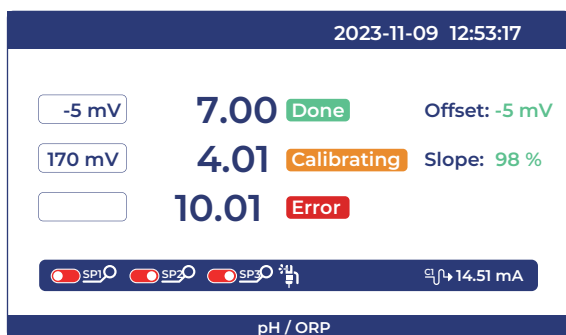 2023-11-09 12:53:17
-5 mV 7.00 Done Offset: -5 mV
170 mV 4.01 Calibrating Slope: 98 %
10.01 Error
SP1 SP2 SP3 14.51 mA
pH / ORP